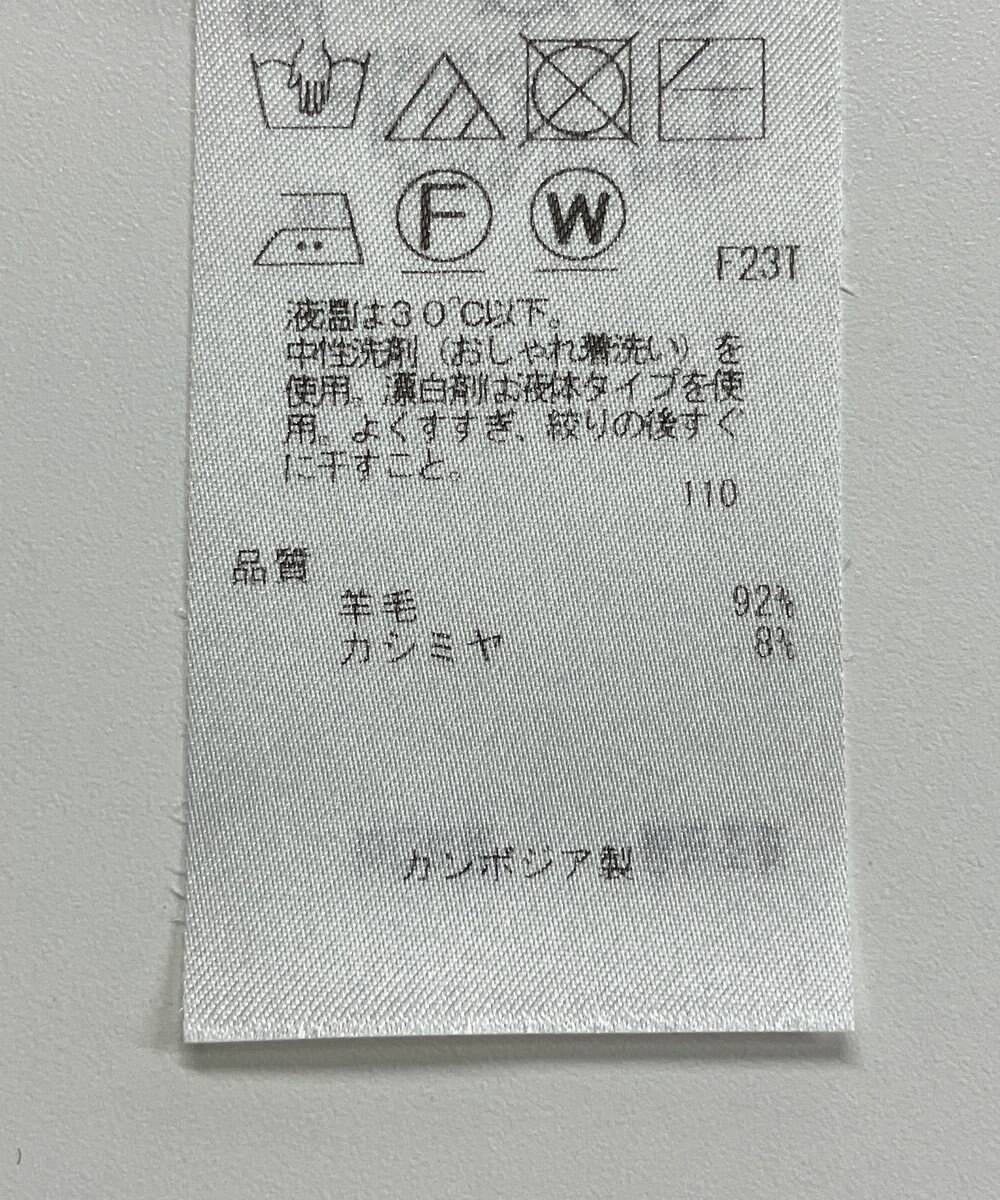 F
W
F23T
液温は30℃以下。
中性洗剤(おしゃれ着洗い)を
使用。漂白剤は液体タイプを使
用。よくすすぎ、絞りの後すぐ
に干すこと。
110
品質
羊毛 92%
カシミヤ 8%
カンボジア製